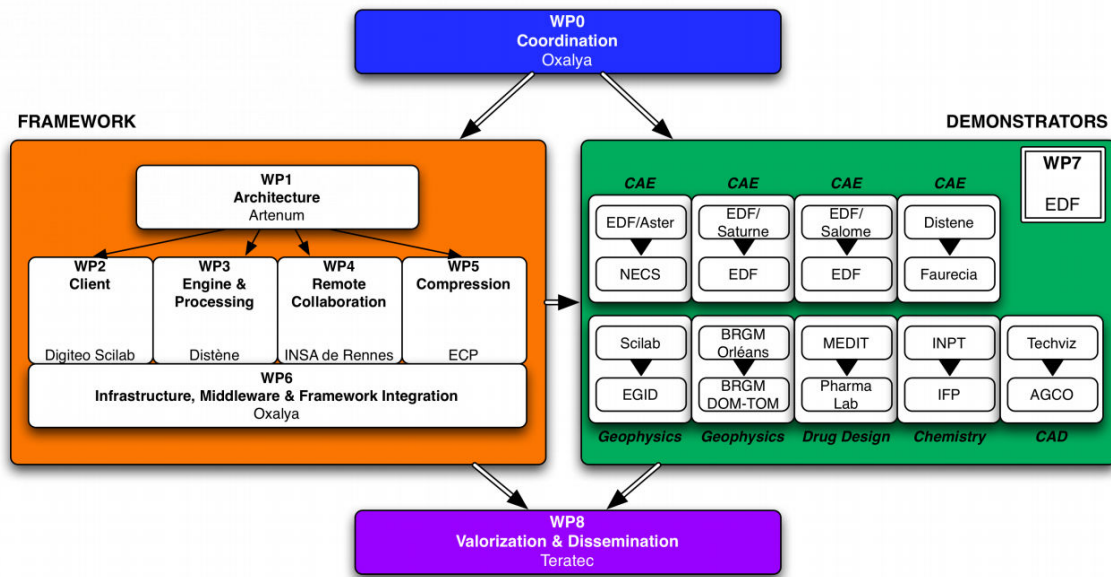 WP0
Coordination
Oxalya
FRAMEWORK
DEMONSTRATORS
WP1
Architecture
Artenum
WP2
Client
Digiteo Scilab
WP3
Engine &
Processing
Distène
WP4
Remote
Collaboration
INSA de Rennes
WP5
Compression
ECP
WP6
Infrastructure, Middleware & Framework Integration
Oxalya
WP7
EDF
CAE
EDF/Aster
NECS
CAE
EDF/
Saturne
EDF
CAE
EDF/
Salome
EDF
CAE
Distene
Faurecia
Scilab
EGID
Geophysics
BRGM
Orléans
BRGM
DOM-TOM
Geophysics
MEDIT
Pharma
Lab
Drug Design
INPT
IFP
Chemistry
Techviz
AGCO
CAD
WP8
Valorization & Dissemination
Teratec